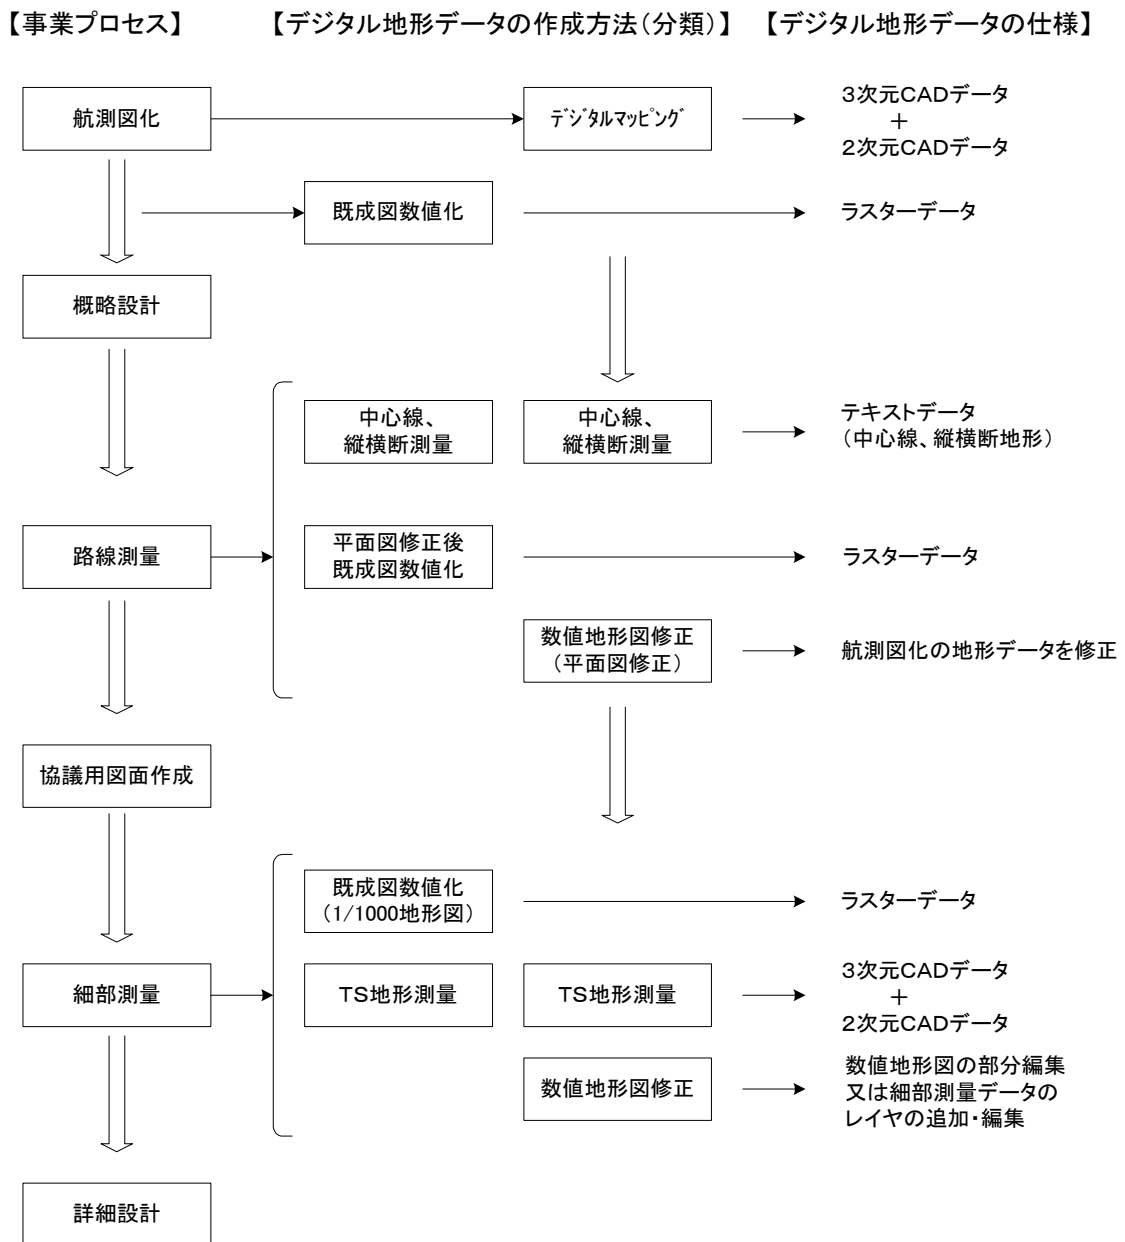 【事業プロセス】 【デジタル地形データの作成方法(分類)】 【デジタル地形データの仕様】
航測図化
デジタルマッピング
3次元CADデータ
+
2次元CADデータ
既成図数値化
ラスターデータ
概略設計
中心線、
縦横断測量
中心線、
縦横断測量
テキストデータ
(中心線、縦横断地形)
路線測量
平面図修正後
既成図数値化
ラスターデータ
数値地形図修正
(平面図修正)
航測図化の地形データを修正
協議用図面作成
既成図数値化
(1/1000地形図)
ラスターデータ
細部測量
TS地形測量
TS地形測量
3次元CADデータ
+
2次元CADデータ
数値地形図修正
数値地形図の部分編集
又は細部測量データの
レイヤの追加・編集
詳細設計